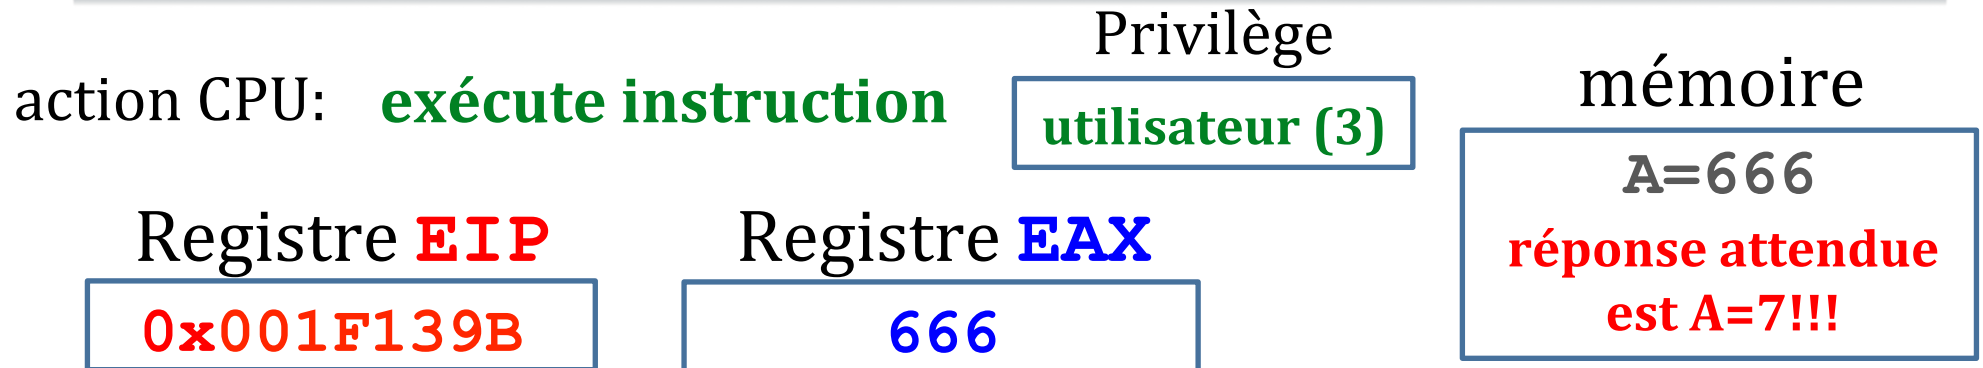 Privilège
action CPU: exécute instruction
utilisateur (3)
mémoire
A=666
réponse attendue
est A=7!!!
Registre EIP
0x001F139B
Registre EAX
666